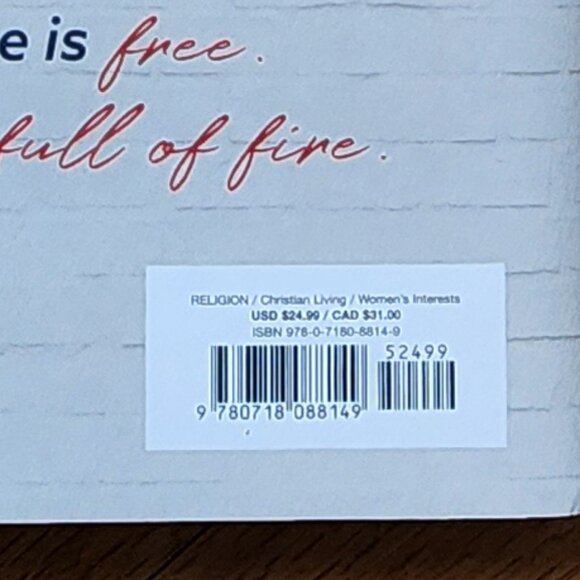 e is free.
full of fire.
RELIGION / Christian Living / Women's Interests
USD $24.99 / CAD $31.00
ISBN 978-0-7180-8814-9
52499
9 780718 088149